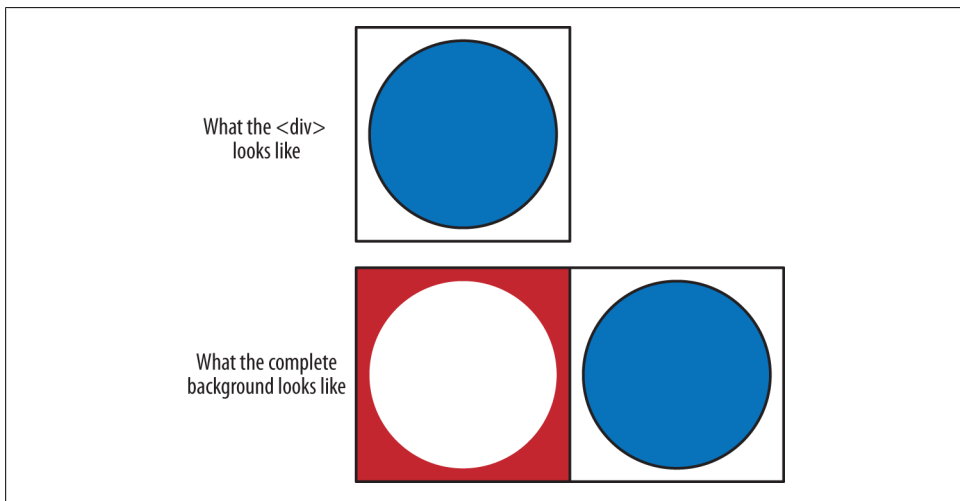 What the <div>
looks like
What the complete
background looks like